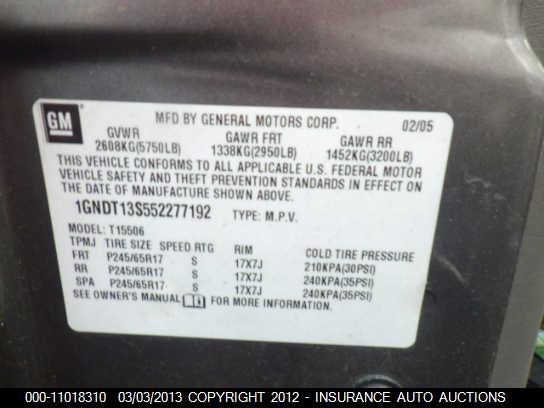 GM
MFD BY GENERAL MOTORS CORP. 02/05
GVWR GAWR FRT GAWR RR
2608KG(5750LB) 1338KG(2950LB) 1452KG(3200LB)
THIS VEHICLE CONFORMS TO ALL APPLICABLE U.S. FEDERAL MOTOR
VEHICLE SAFETY AND THEFT PREVENTION STANDARDS IN EFFECT ON
THE DATE OF MANUFACTURE SHOWN ABOVE.
1GNDT13S552277192 TYPE: M.P.V.
MODEL: T15506
TPMJ TIRE SIZE SPEED RTG RIM COLD TIRE PRESSURE
FRT P245/65R17 S 17X7J 210KPA(30PSI)
RR P245/65R17 S 17X7J 240KPA(35PSI)
SPA P245/65R17 S 17X7J 240KPA(35PSI)
SEE OWNER'S MANUAL FOR MORE INFORMATION.
000-11018310 03/03/2013 COPYRIGHT 2012 - INSURANCE AUTO AUCTIONS